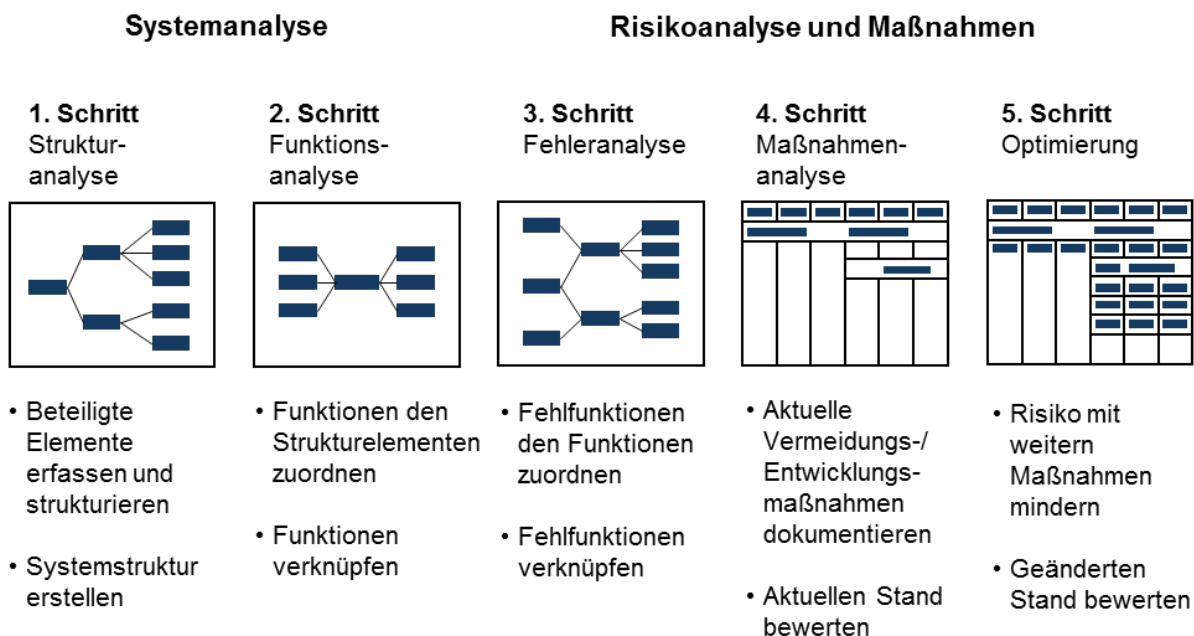 Systemanalyse
Risikoanalyse und Maßnahmen
1. Schritt
Struktur-
analyse
2. Schritt
Funktions-
analyse
3. Schritt
Fehleranalyse
4. Schritt
Maßnahmen-
analyse
5. Schritt
Optimierung
• Beteiligte
Elemente
erfassen und
strukturieren
• Systemstruktur
erstellen
• Funktionen den
Strukturelementen
zuordnen
• Funktionen
verknüpfen
• Fehlfunktionen
den Funktionen
zuordnen
• Fehlfunktionen
verknüpfen
• Aktuelle
Vermeidungs-/
Entwicklungs-
maßnahmen
dokumentieren
• Aktuellen Stand
bewerten
• Risiko mit
weitern
Maßnahmen
mindern
• Geänderten
Stand bewerten